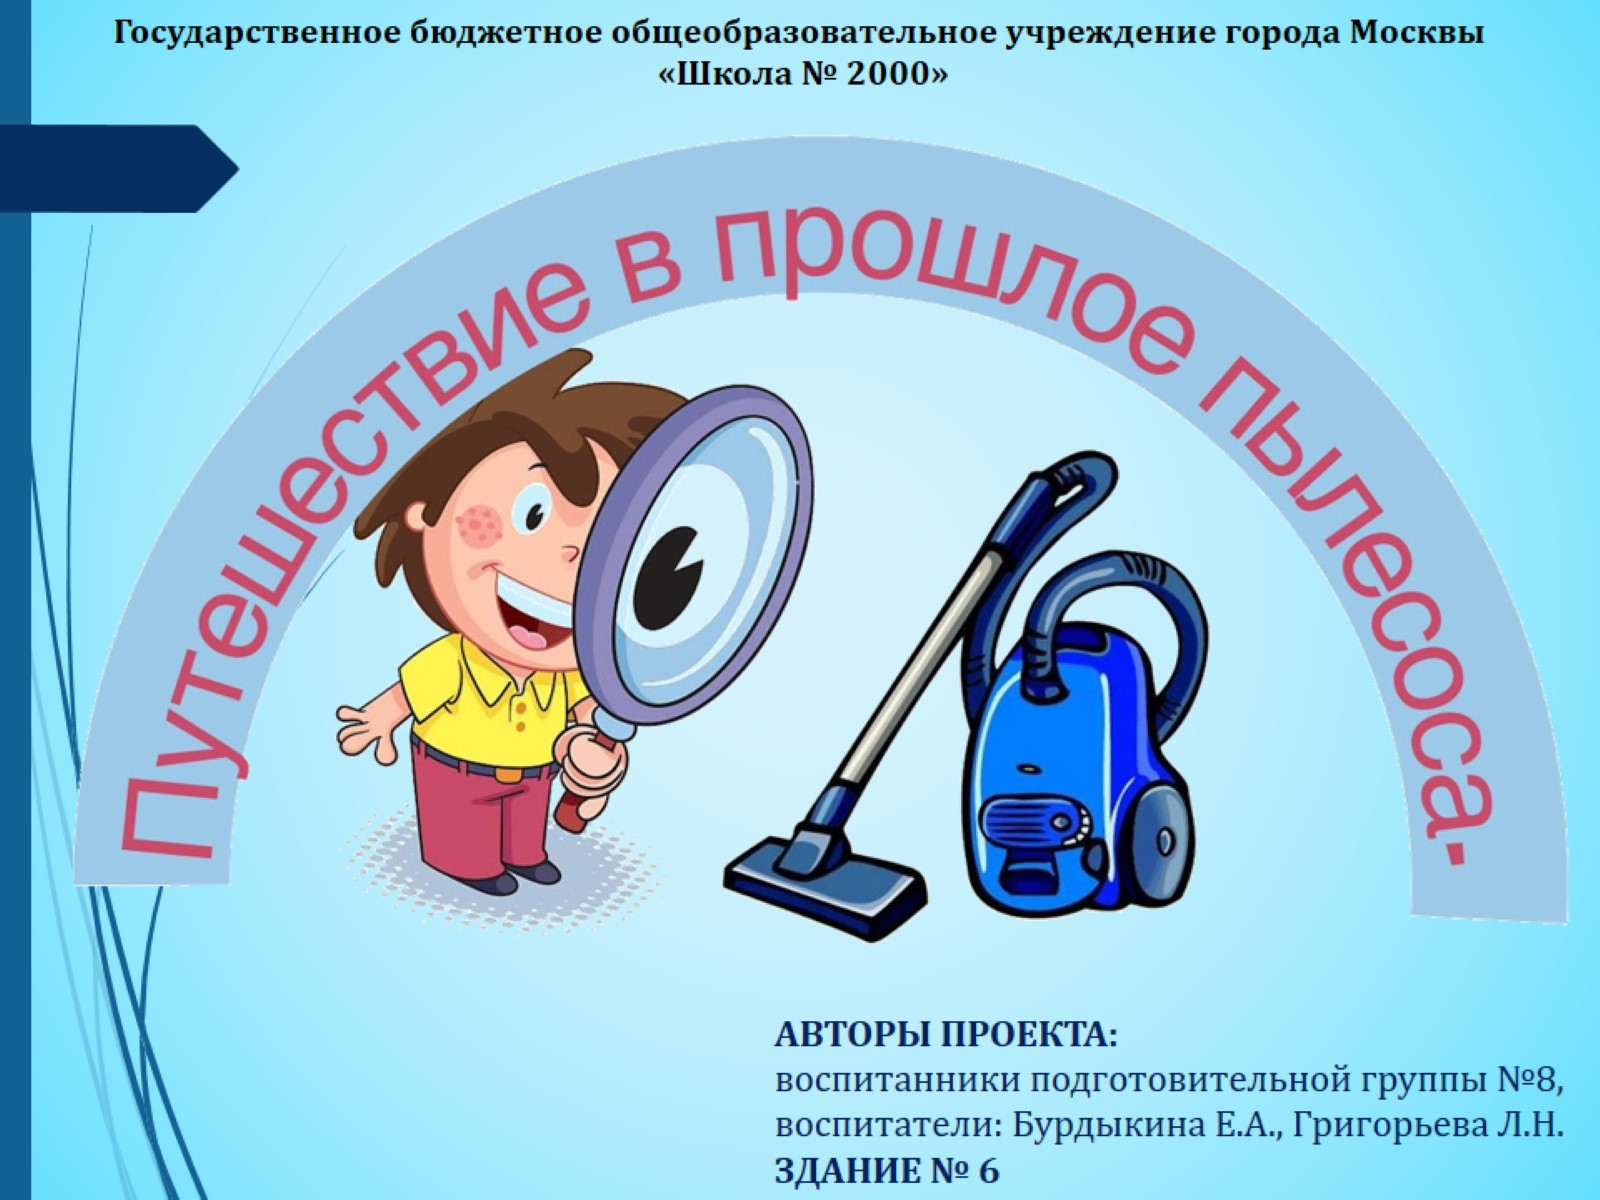 Государственное бюджетное общеобразовательное учреждение города Москвы
«Школа № 2000»
Путешествие в прошлое пылесоса.
АВТОРЫ ПРОЕКТА:
воспитанники подготовительной группы №8,
воспитатели: Бурдыкина Е.А., Григорьева Л.Н.
ЗДАНИЕ № 6